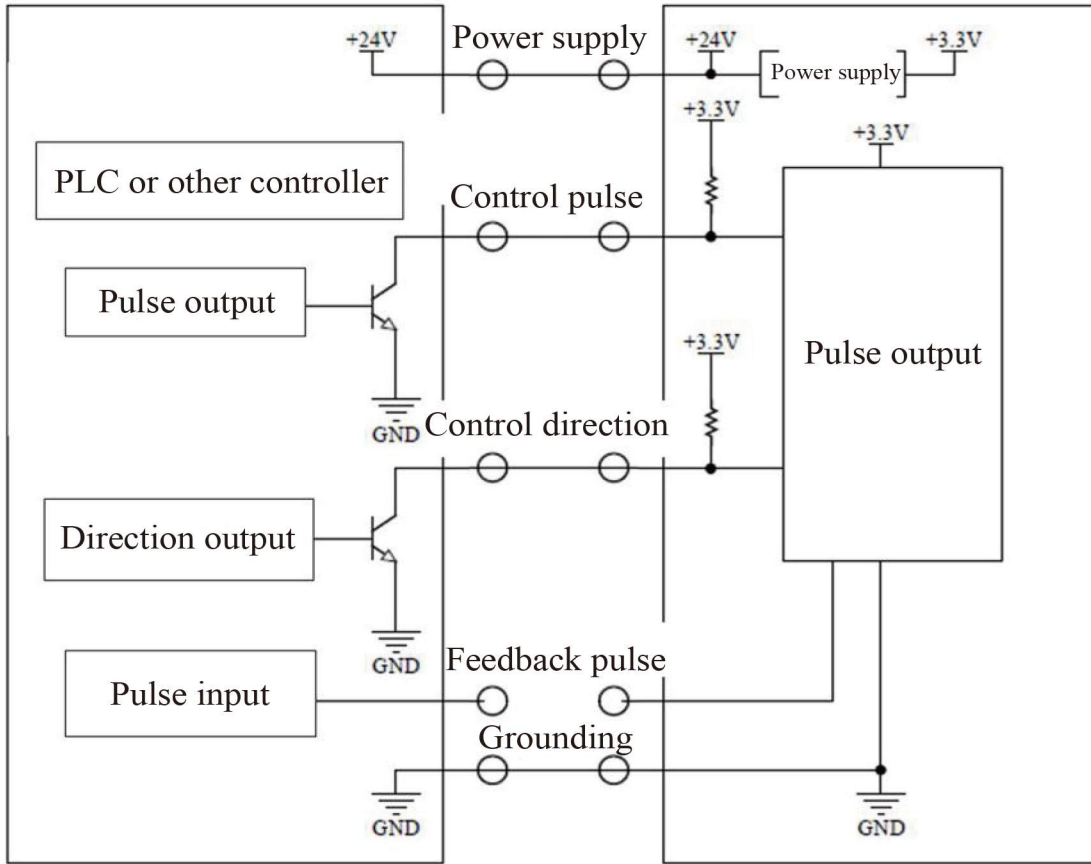 +24V
Power supply
+24V
Power supply
+3.3V
+3.3V
+3.3V
PLC or other controller
Control pulse
Pulse output
Pulse output
+3.3V
GND
Control direction
Direction output
GND
Feedback pulse
Pulse input
Grounding
GND
GND